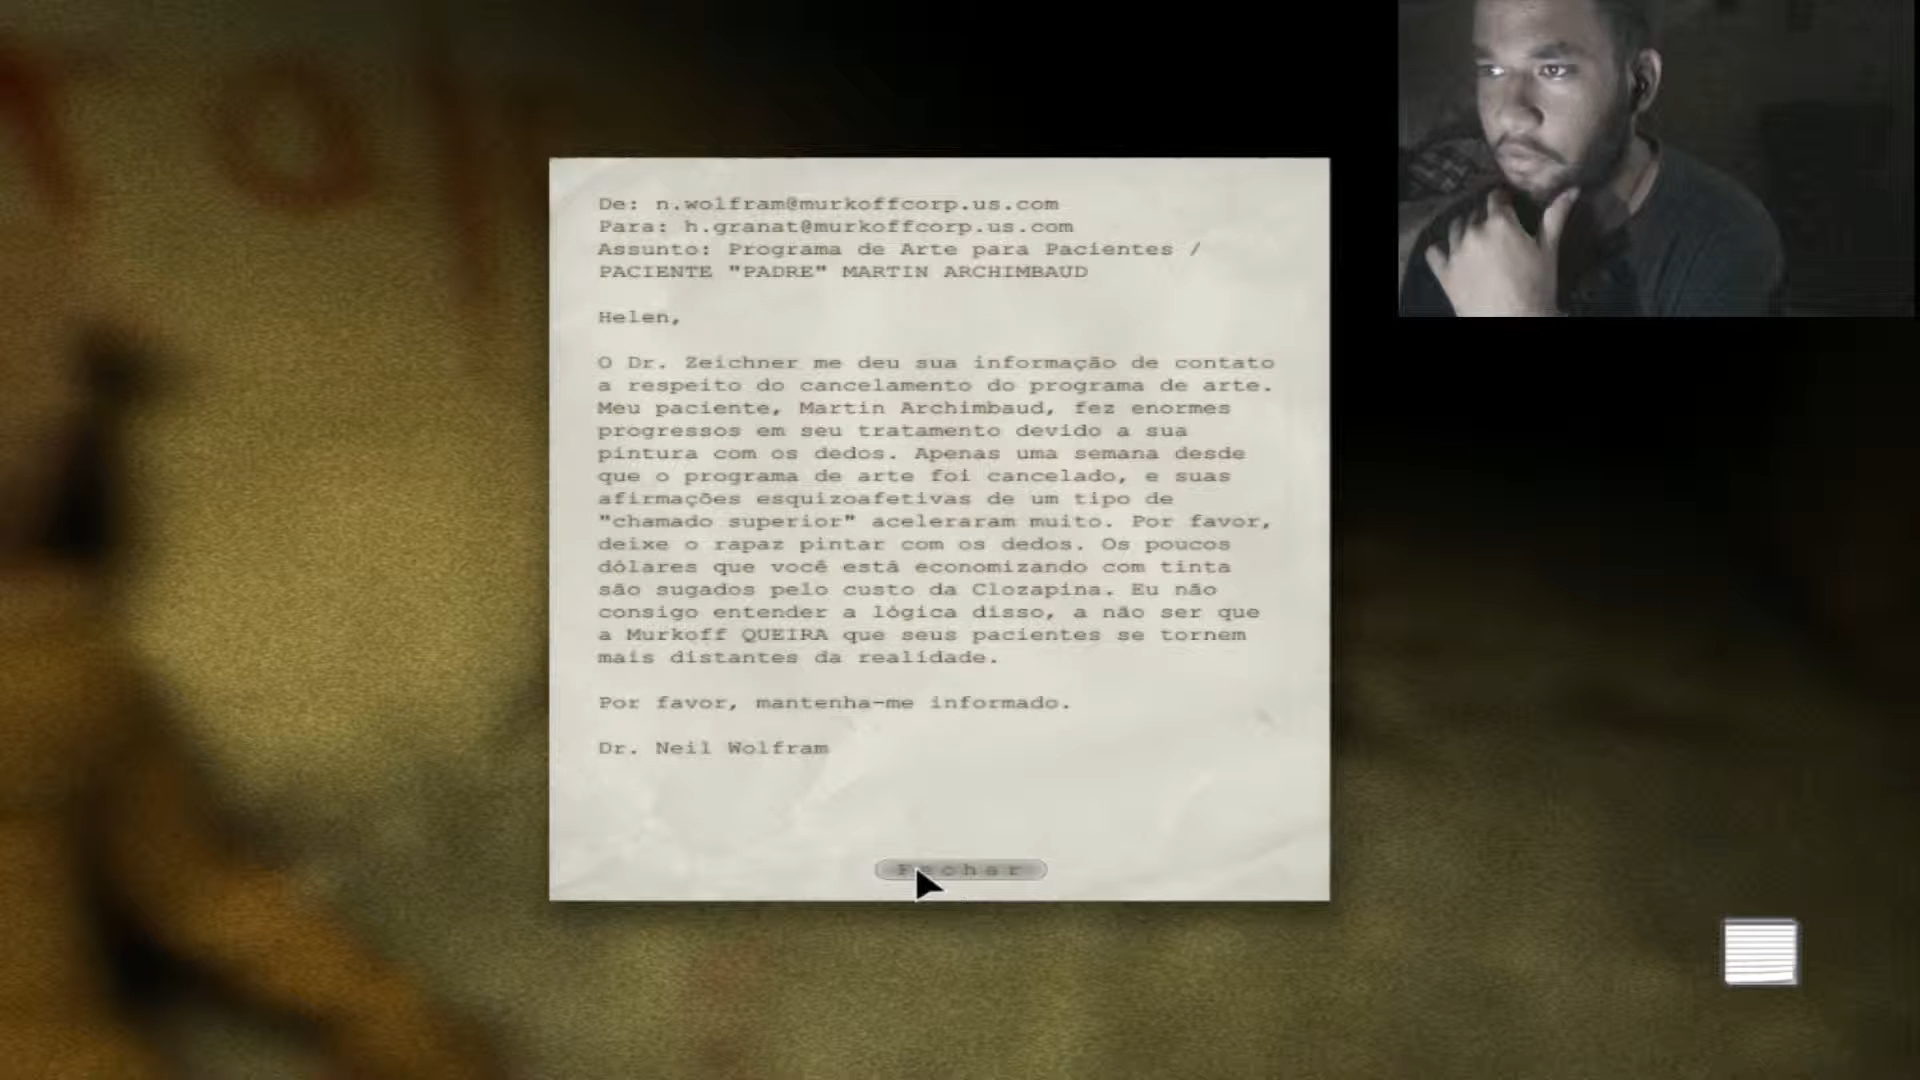 De: n.wolfram@murkoffcorp.us.com
Para: h.granat@murkoffcorp.us.com
Assunto: Programa de Arte para Pacientes /
PACIENTE "PADRE" MARTIN ARCHIMBAUD
Helen,
O Dr. Zeichner me deu sua informação de contato
a respeito do cancelamento do programa de arte.
Meu paciente, Martin Archimbaud, fez enormes
progressos em seu tratamento devido a sua
pintura com os dedos. Apenas uma semana desde
que o programa de arte foi cancelado, e suas
afirmações esquizoafetivas de um tipo de
"chamado superior" aceleraram muito. Por favor,
deixe o rapaz pintar com os dedos. Os poucos
dólares que você está economizando com tinta
são sugados pelo custo da Clozapina. Eu não
consigo entender a lógica disso, a não ser que
a Murkoff QUEIRA que seus pacientes se tornem
mais distantes da realidade.
Por favor, mantenha-me informado.
Dr. Neil Wolfram
Fechar